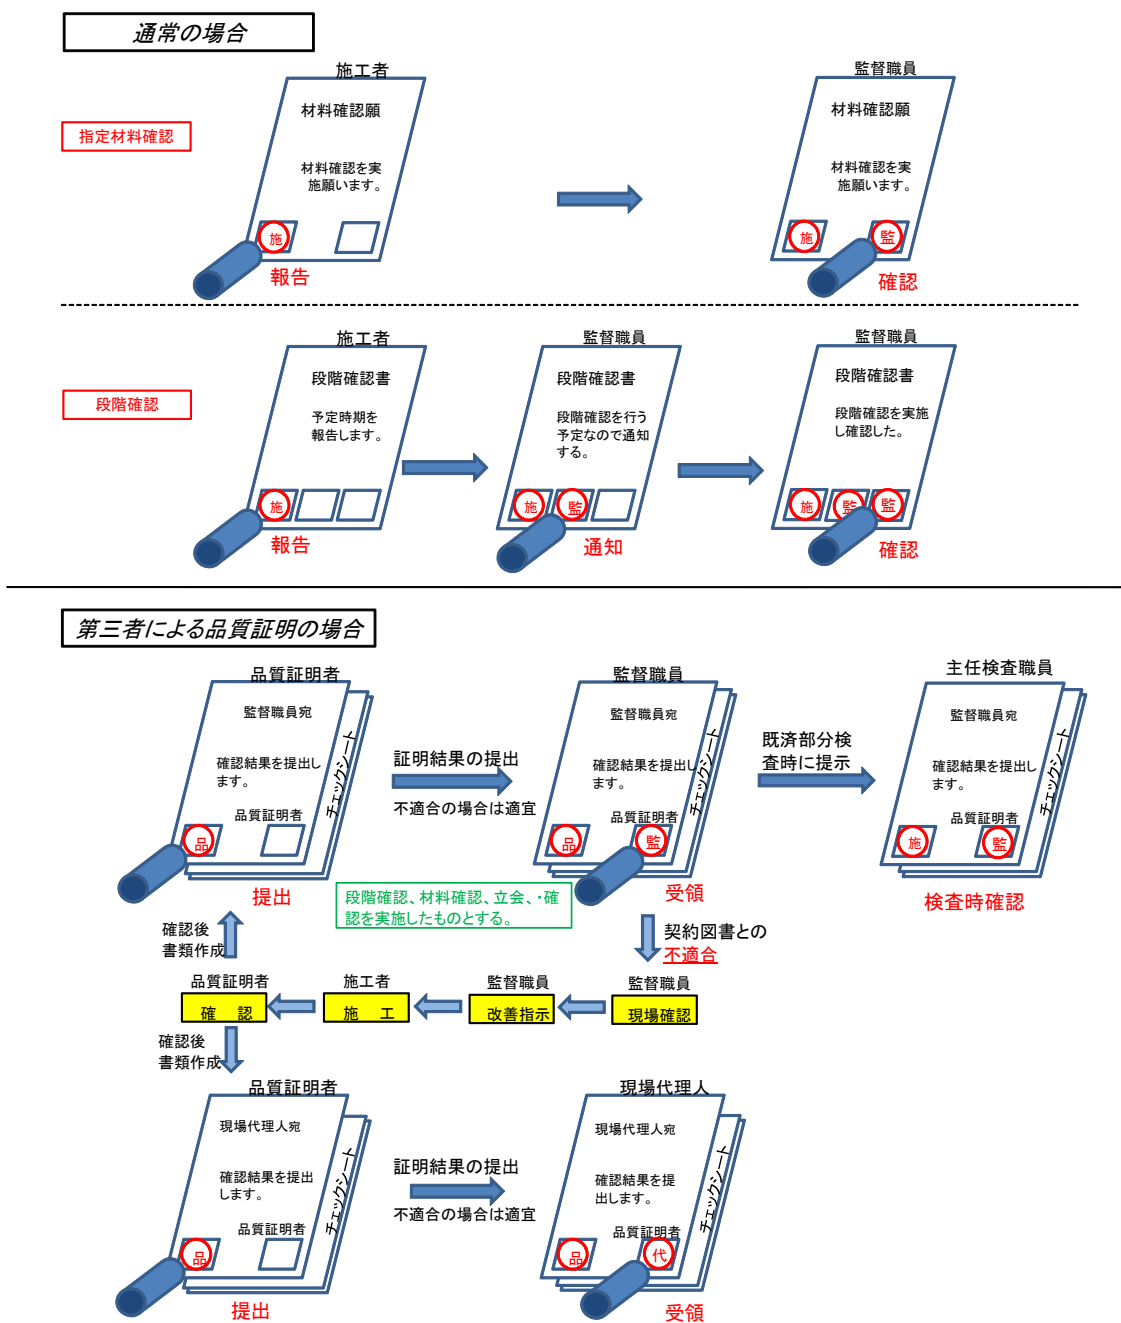 通常の場合
施工者
監督職員
指定材料確認
材料確認願
材料確認を実
施願います。
施
報告
材料確認願
材料確認を実
施願います。
施
監
確認
施工者
監督職員
監督職員
段階確認
段階確認書
予定時期を
報告します。
施
報告
段階確認書
段階確認を行う
予定なので通知
する。
施
監
通知
段階確認書
段階確認を実施
し確認した。
施
監
監
確認
第三者による品質証明の場合
品質証明者
監督職員宛
確認結果を提出し
ます。
品質証明者
チェックシート
品
提出
証明結果の提出
不適合の場合は適宜
監督職員
監督職員宛
確認結果を提出し
ます。
品質証明者
チェックシート
品
監
受領
既済部分検
査時に提示
主任検査職員
監督職員宛
確認結果を提出し
ます。
品質証明者
チェックシート
施
監
検査時確認
段階確認、材料確認、立会、・確
認を実施したものとする。
契約図書との
不適合
確認後
書類作成
品質証明者
確 認
施工者
施 工
監督職員
改善指示
監督職員
現場確認
確認後
書類作成
品質証明者
現場代理人宛
確認結果を提出
します。
品質証明者
チェックシート
品
提出
証明結果の提出
不適合の場合は適宜
現場代理人
現場代理人宛
確認結果を提
出します。
品質証明者
チェックシート
品
代
受領